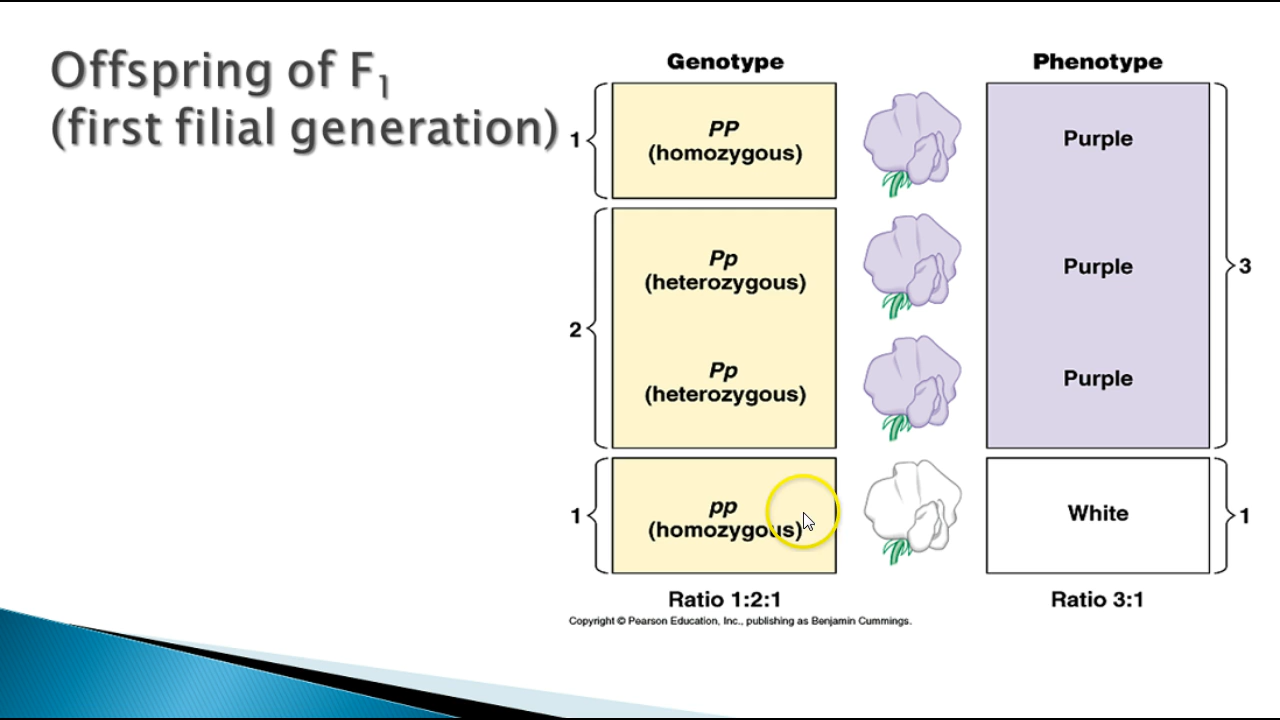 Offspring of F1
(first filial generation)
Genotype
Phenotype
1
PP
(homozygous)
Purple
2
Pp
(heterozygous)
Purple
3
Pp
(heterozygous)
Purple
1
pp
(homozygous)
White
1
Ratio 1:2:1
Ratio 3:1
Copyright © Pearson Education, Inc., publishing as Benjamin Cummings.